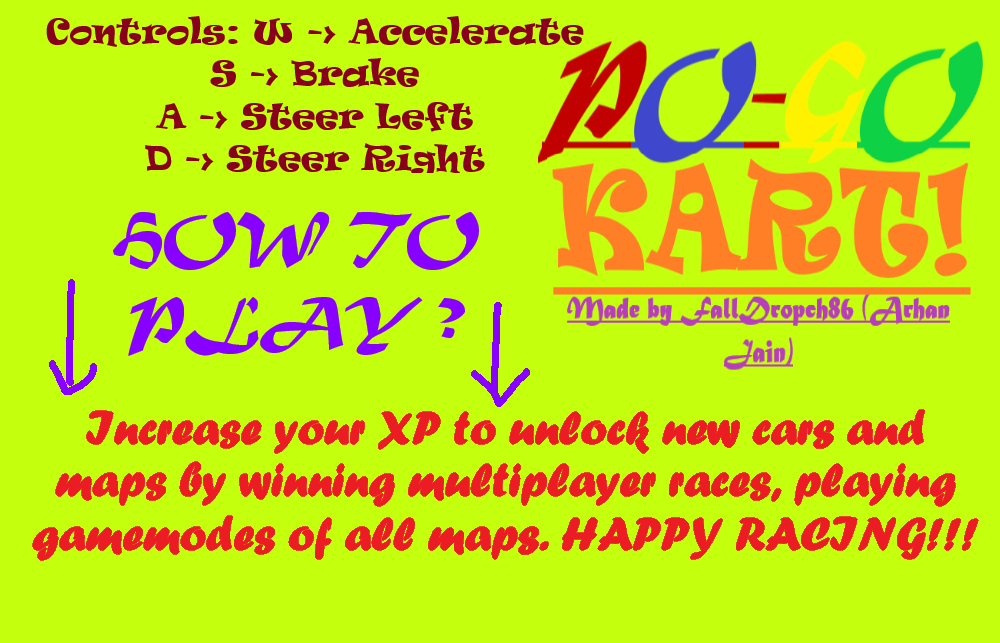 Controls: W -> Accelerate
S -> Brake
A -> Steer Left
D -> Steer Right
PO-GO
KART!
Made by FallDropch86 (Arhan
Jain)
HOW TO
PLAY ?
Increase your XP to unlock new cars and
maps by winning multiplayer races, playing
gamemodes of all maps. HAPPY RACING!!!